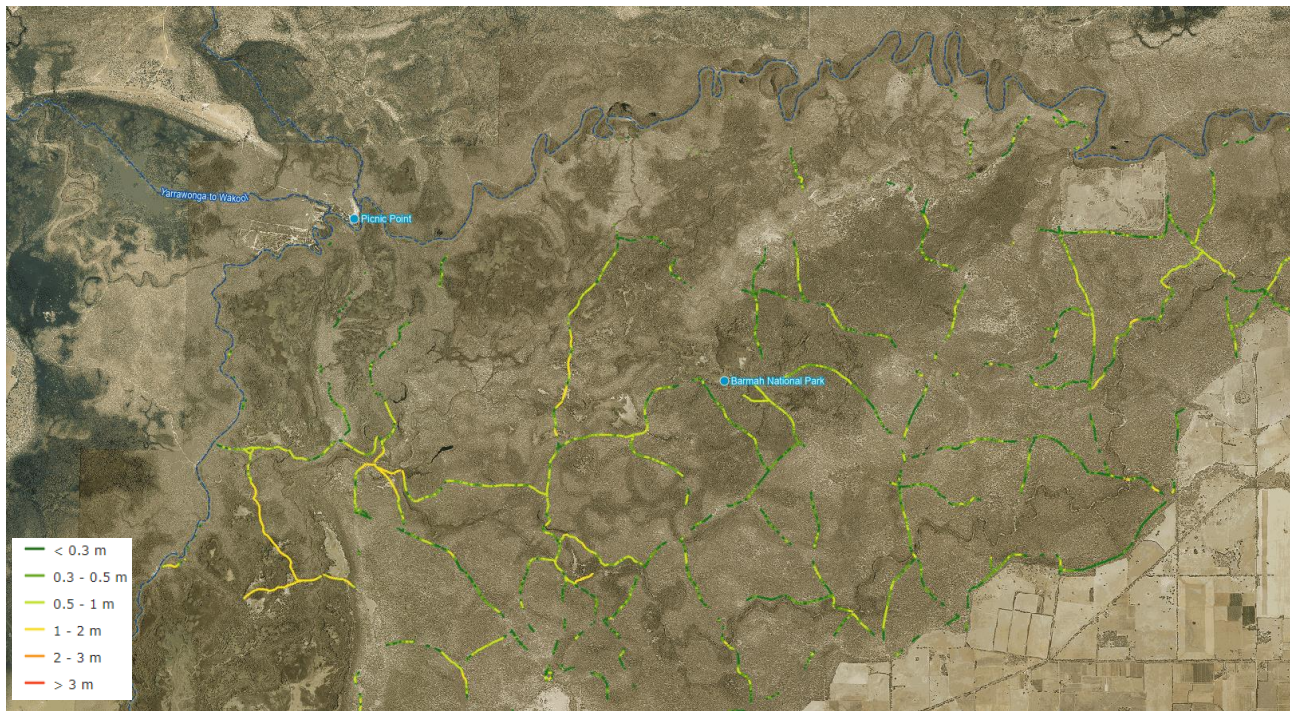 Yarrawonga to Wakool
Picnic Point
Barmah National Park
< 0.3 m
0.3 - 0.5 m
0.5 - 1 m
1 - 2 m
2 - 3 m
> 3 m